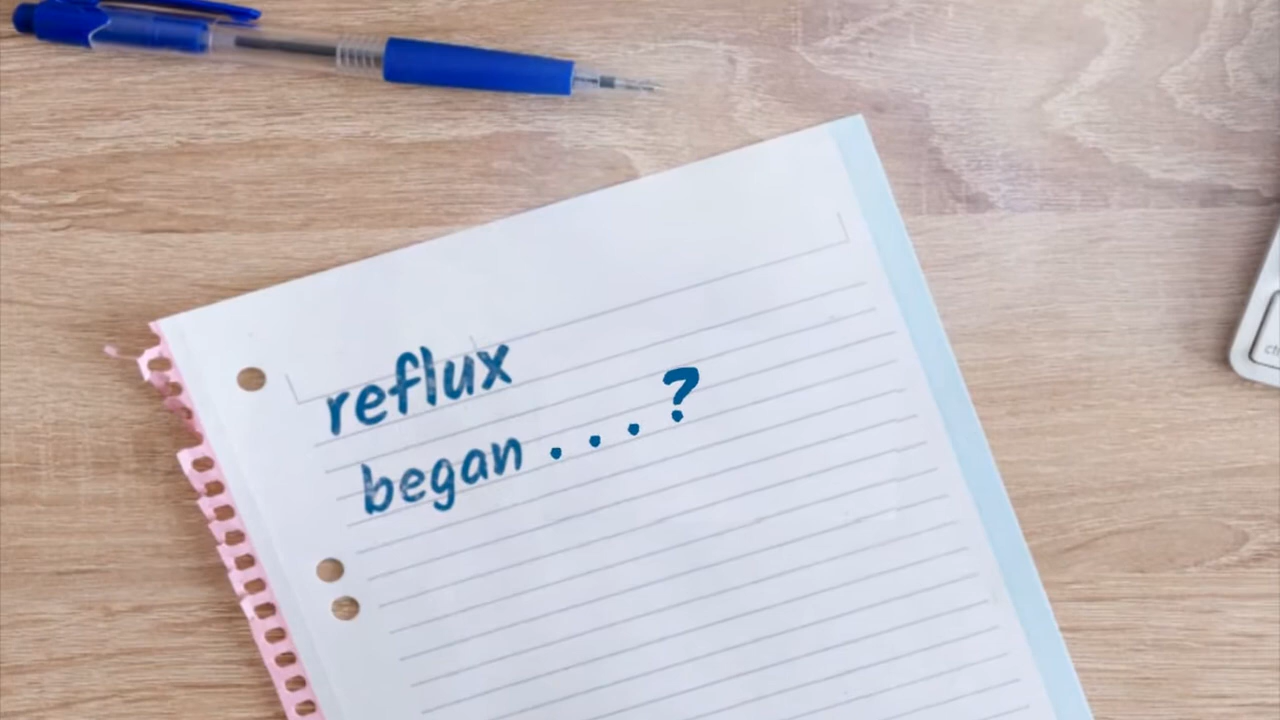 reflux
began . . . ?